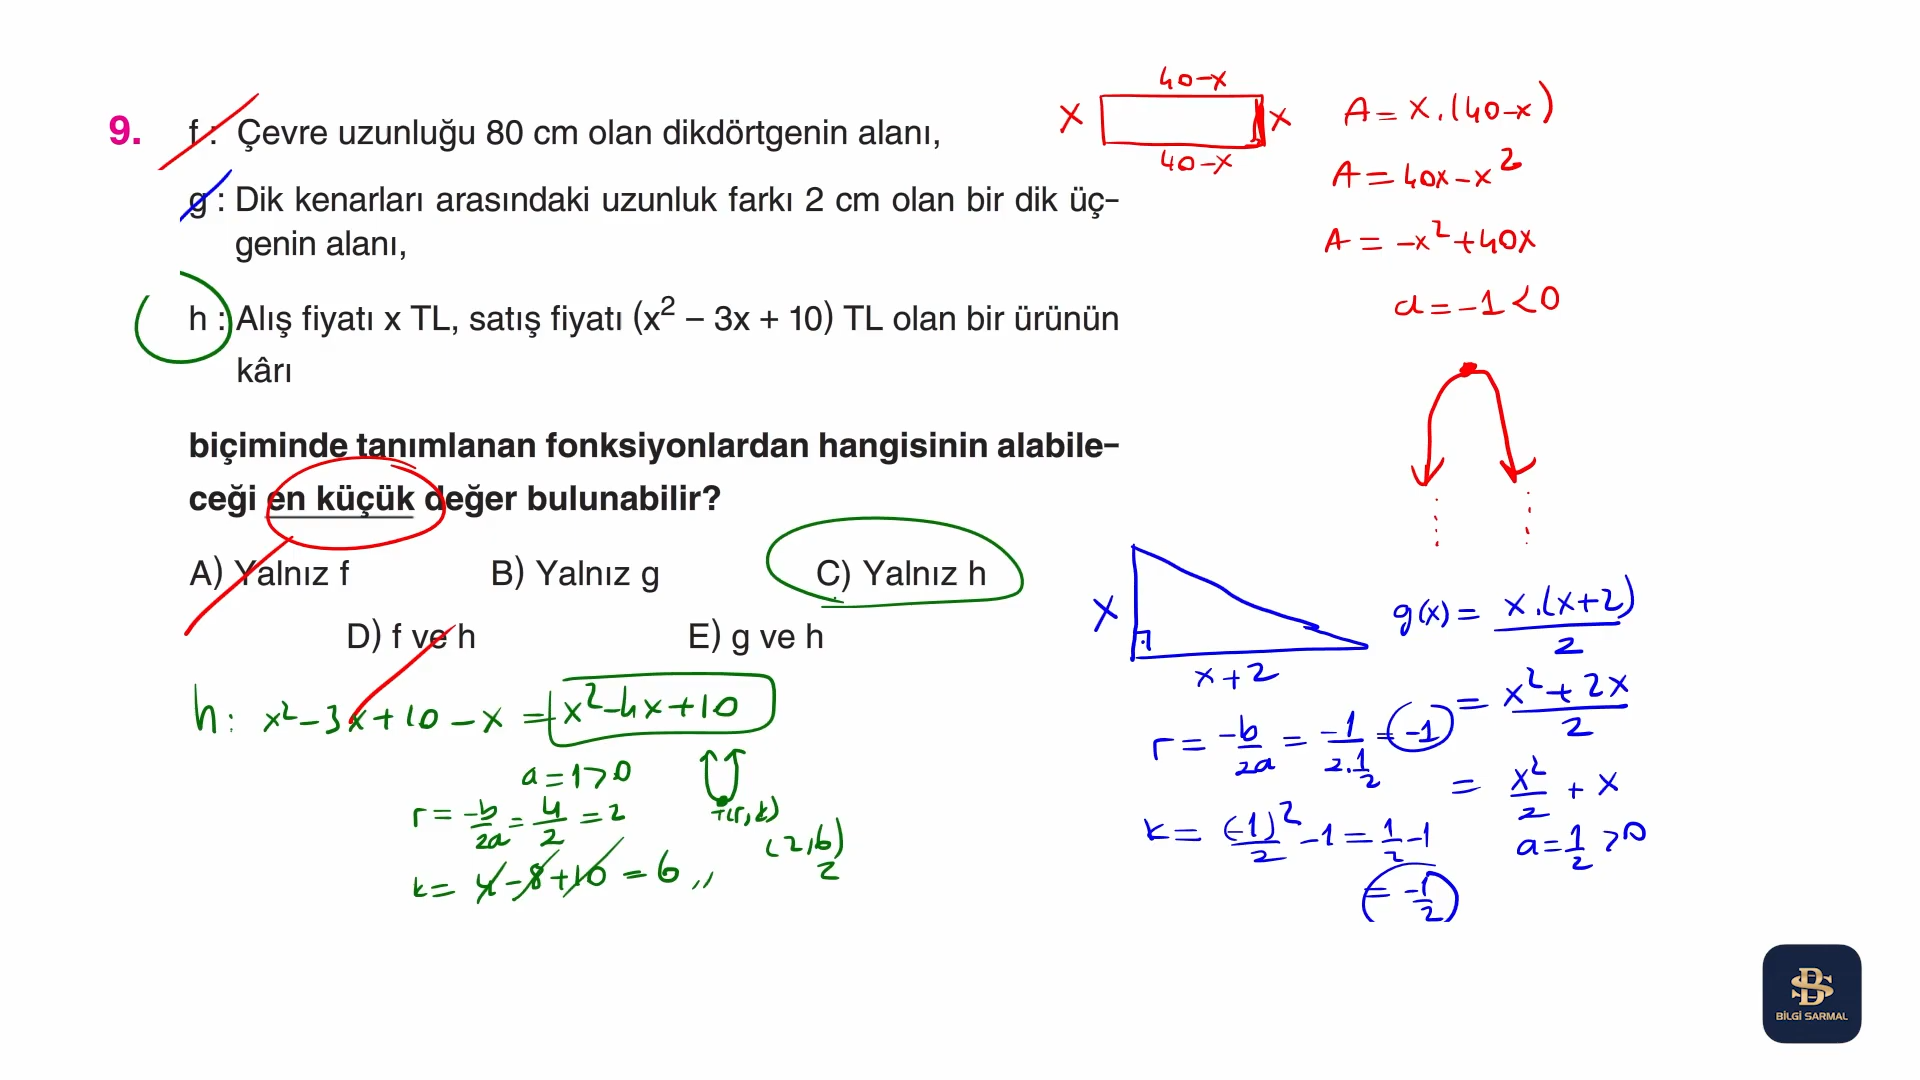 9. f : Çevre uzunluğu 80 cm olan dikdörtgenin alanı,
g : Dik kenarları arasındaki uzunluk farkı 2 cm olan bir dik üç-
genin alanı,
h : Alış fiyatı x TL, satış fiyatı (x² – 3x + 10) TL olan bir ürünün
kârı
biçiminde tanımlanan fonksiyonlardan hangisinin alabile-
ceği en küçük değer bulunabilir?
A) Yalnız f B) Yalnız g C) Yalnız h
D) f ve h E) g ve h
h: x²-3x+10-x = x²-4x+10
a=1>0
r = -b/2a = 4/2 = 2
T(r,k)
(2,6)
2
k= 4-8+10 = 6 ,,
40-x
x x
40-x
A = x.(40-x)
A = 40x-x²
A = -x²+40x
a = -1<0
x
x+2
g(x) = x.(x+2)/2
= x²+2x/2
= x²/2 + x
a=1/2 >0
r = -b/2a = -1/2.1/2 = -1
k = (-1)²/2 -1 = 1/2 -1
= -1/2
BS
BİLGİ SARMAL